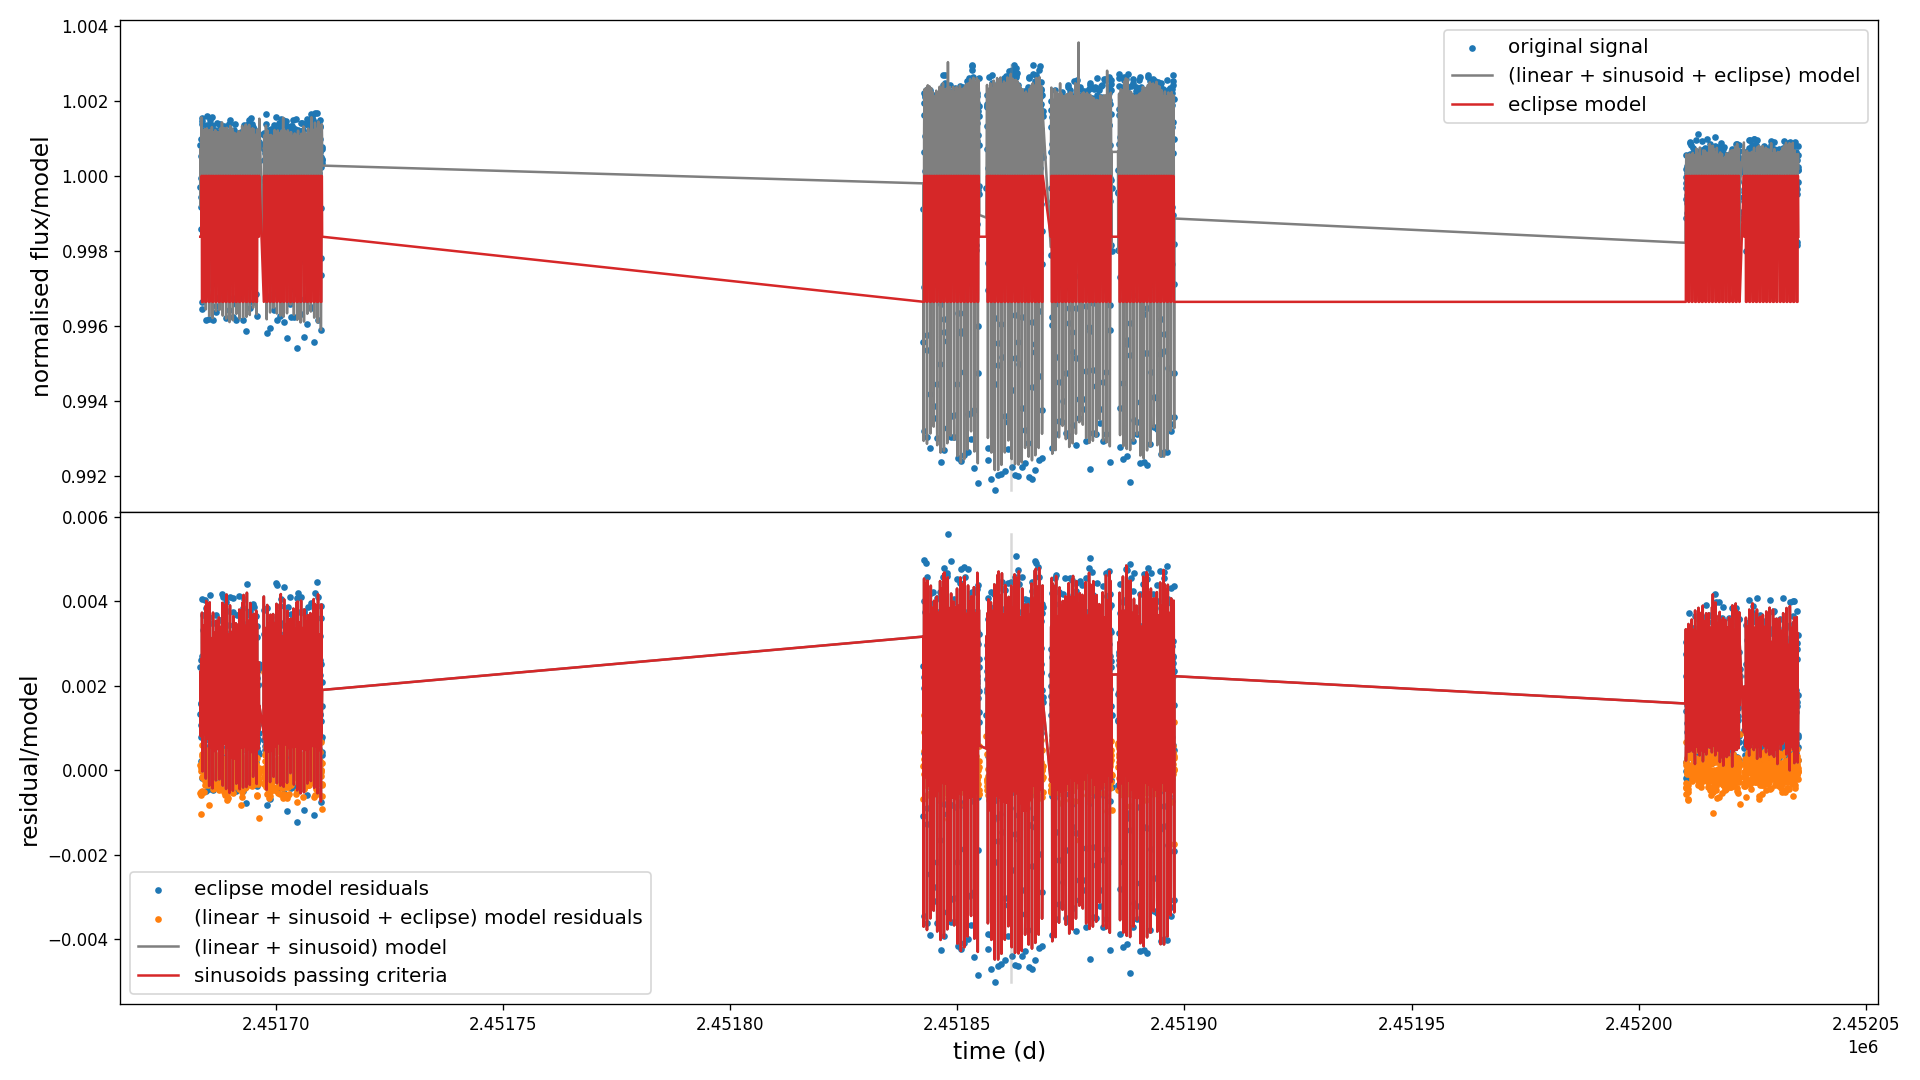 1.004
1.002
1.000
0.998
0.996
0.994
0.992
normalised flux/model
original signal
(linear + sinusoid + eclipse) model
eclipse model
0.006
0.004
0.002
0.000
−0.002
−0.004
residual/model
eclipse model residuals
(linear + sinusoid + eclipse) model residuals
(linear + sinusoid) model
sinusoids passing criteria
2.45170 2.45175 2.45180 2.45185 2.45190 2.45195 2.45200 2.45205
time (d)
1e6